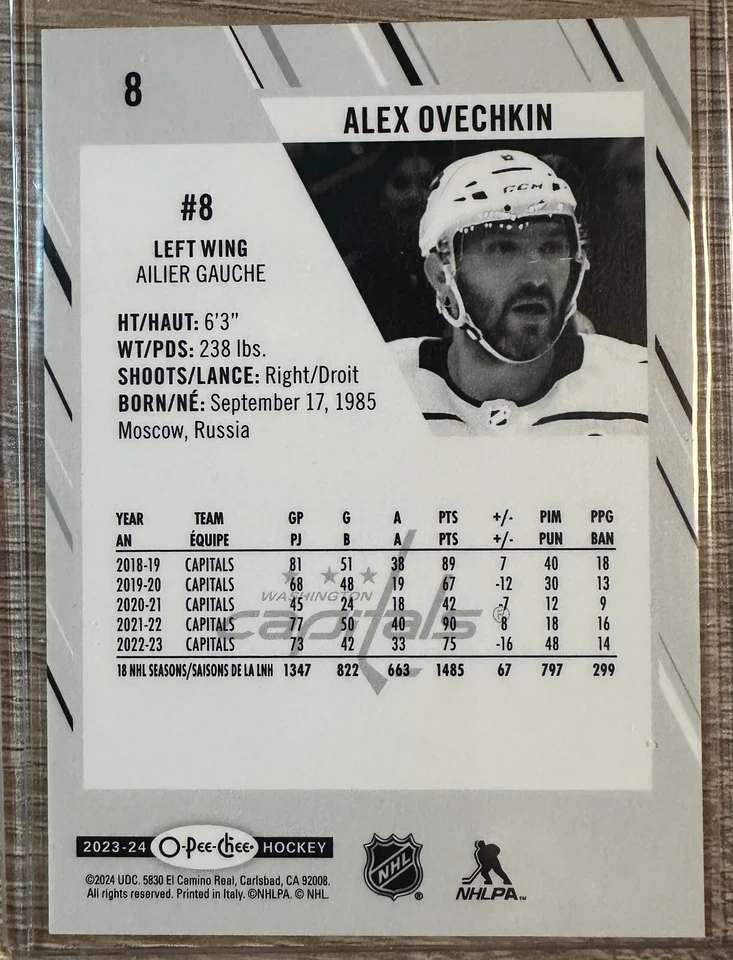 8
ALEX OVECHKIN
CCM
#8
LEFT WING
AILIER GAUCHE
HT/HAUT: 6'3"
WT/PDS: 238 lbs.
SHOOTS/LANCE: Right/Droit
BORN/NÉ: September 17, 1985
Moscow, Russia
YEAR TEAM GP G A PTS +/- PIM PPG
AN ÉQUIPE PJ B A PTS +/- PUN BAN
2018-19 CAPITALS 81 51 38 89 7 40 18
2019-20 CAPITALS 68 48 19 67 -12 30 13
2020-21 CAPITALS 45 24 18 42 -7 12 9
2021-22 CAPITALS 77 50 40 90 8 18 16
2022-23 CAPITALS 73 42 33 75 -16 48 14
18 NHL SEASONS/SAISONS DE LA LNH 1347 822 663 1485 67 797 299
WASHINGTON
capitals
2023-24 O-Pee-Chee HOCKEY
©2024 UDC. 5830 El Camino Real, Carlsbad, CA 92008.
All rights reserved. Printed in Italy. ©NHLPA. © NHL.
NHL ®
NHLPA™